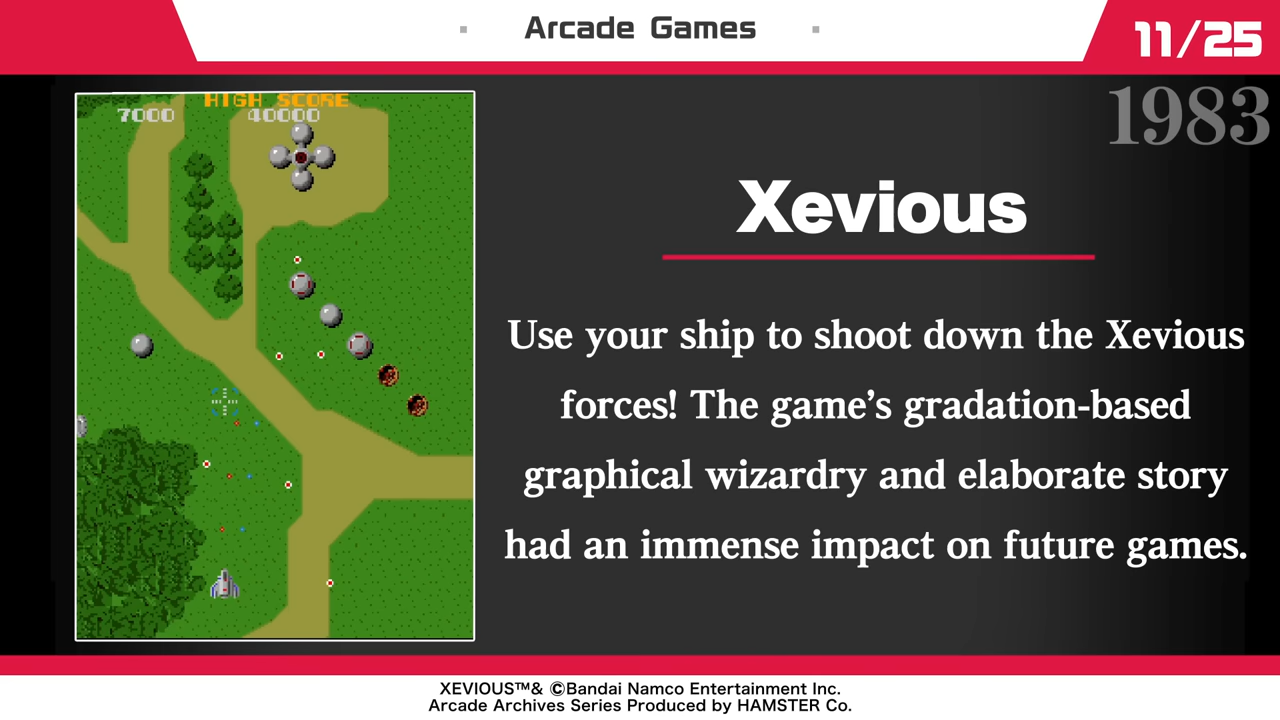 Arcade Games
11/25
HIGH SCORE
7000 40000
1983
Xevious
Use your ship to shoot down the Xevious
forces! The game’s gradation-based
graphical wizardry and elaborate story
had an immense impact on future games.
XEVIOUS™& ©Bandai Namco Entertainment Inc.
Arcade Archives Series Produced by HAMSTER Co.